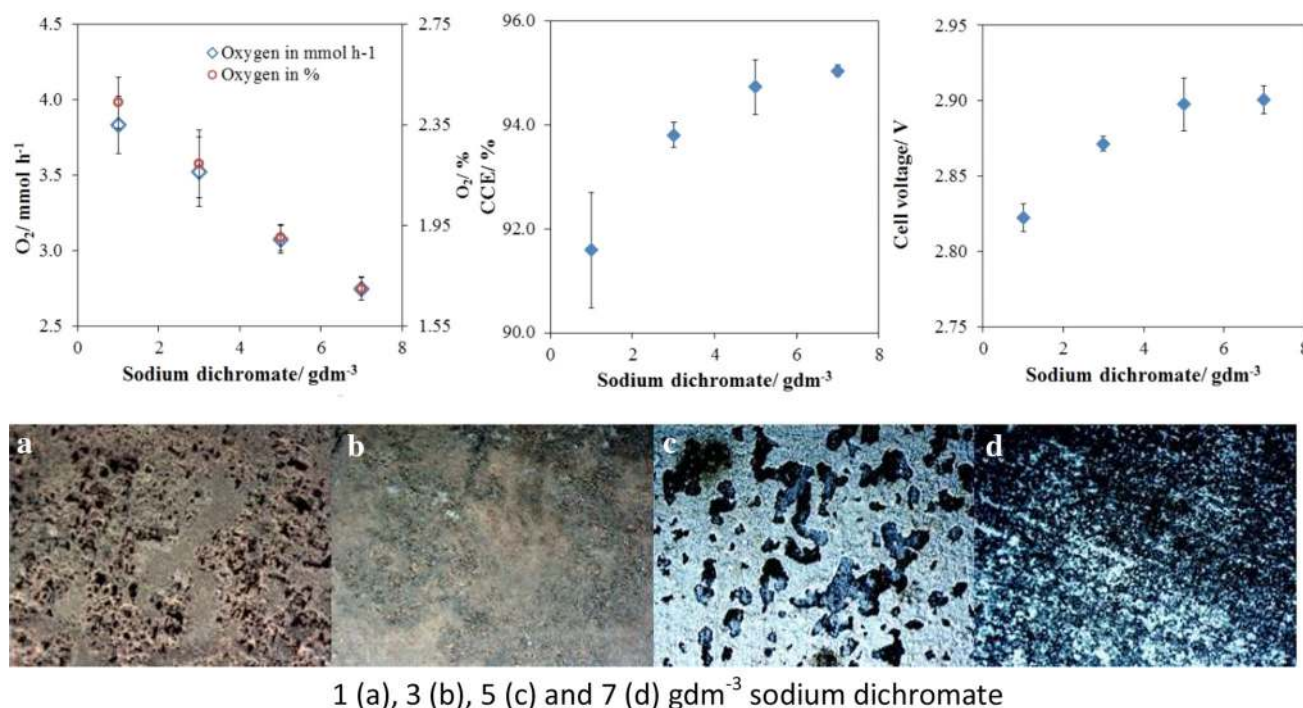 4.5
4.0
3.5
3.0
2.5
O₂/ mmol h⁻¹
Oxygen in mmol h-1
Oxygen in %
2.75
2.35
1.95
1.55
O₂/ %
0 2 4 6 8
Sodium dichromate/ gdm⁻³
96.0
94.0
92.0
90.0
CCE/ %
0 2 4 6 8
Sodium dichromate/ gdm⁻³
2.95
2.90
2.85
2.80
2.75
Cell voltage/ V
0 2 4 6 8
Sodium dichromate/ gdm⁻³
a b c d
1 (a), 3 (b), 5 (c) and 7 (d) gdm⁻³ sodium dichromate